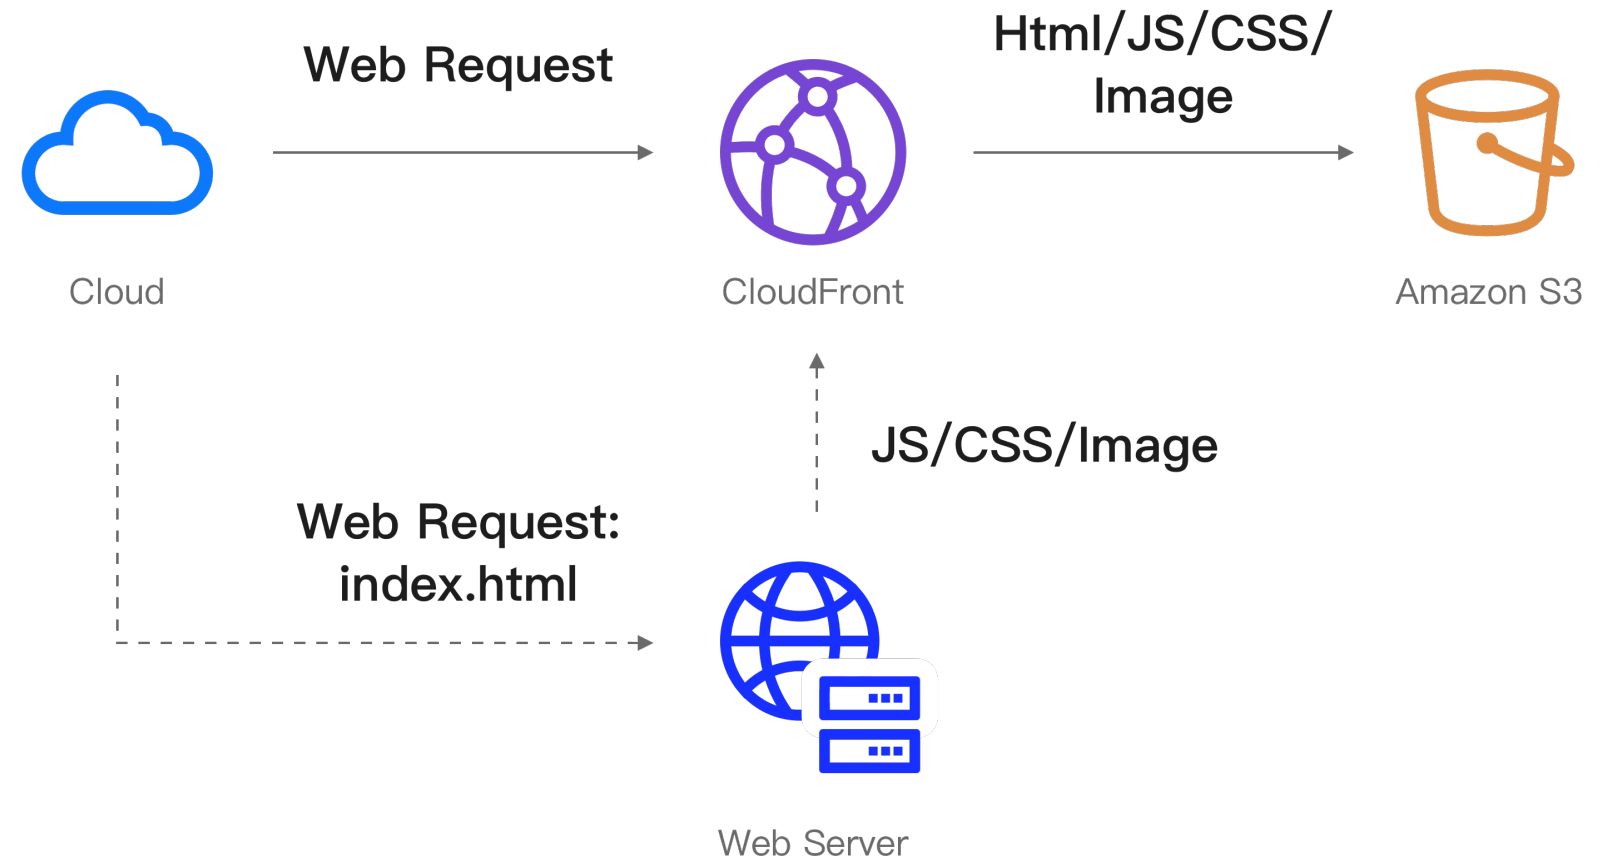 Web Request
Html/JS/CSS/
Image
Cloud
CloudFront
Amazon S3
JS/CSS/Image
Web Request:
index.html
Web Server